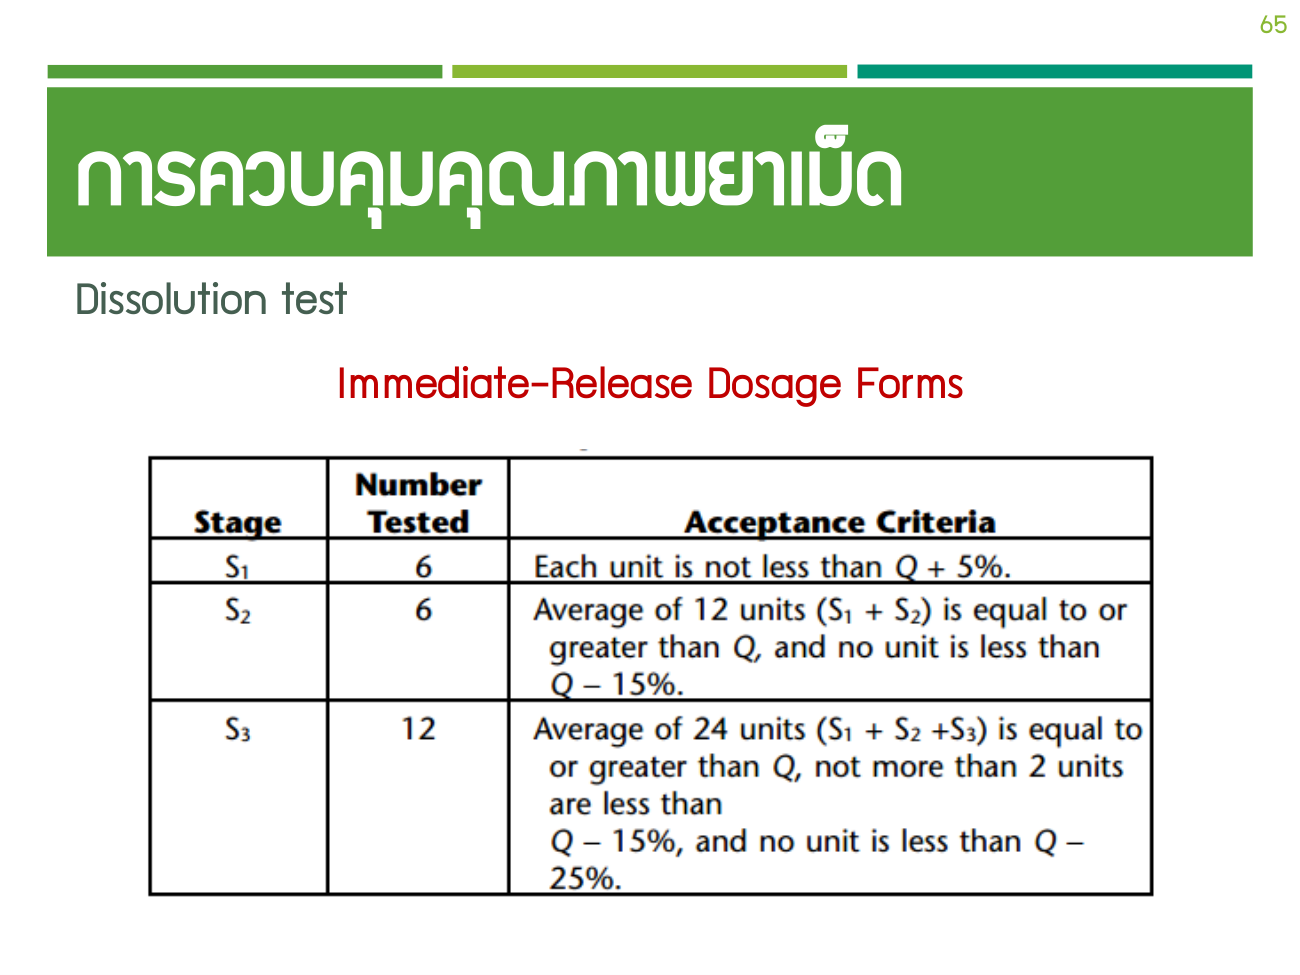 65
การควบคุมคุณภาพยาเม็ด
Dissolution test
Immediate-Release Dosage Forms
Stage
Number
Tested
Acceptance Criteria
S1
6
Each unit is not less than Q + 5%.
S2
6
Average of 12 units (S1 + S2) is equal to or
greater than Q, and no unit is less than
Q – 15%.
S3
12
Average of 24 units (S1 + S2 +S3) is equal to
or greater than Q, not more than 2 units
are less than
Q – 15%, and no unit is less than Q –
25%.